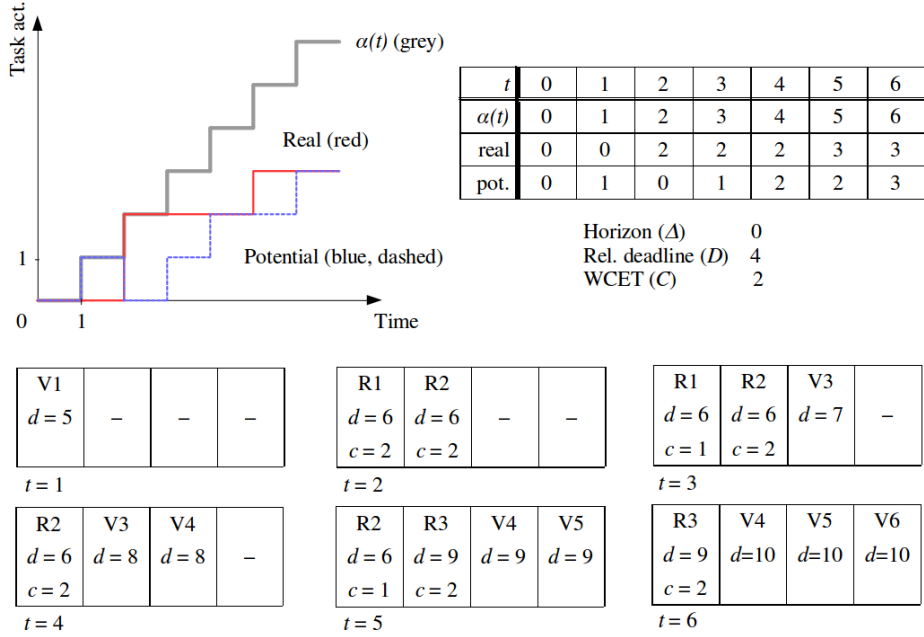 Task act.
α(t) (grey)
Real (red)
Potential (blue, dashed)
1
0 1 Time
t 0 1 2 3 4 5 6
α(t) 0 1 2 3 4 5 6
real 0 0 2 2 2 3 3
pot. 0 1 0 1 2 2 3
Horizon (Δ) 0
Rel. deadline (D) 4
WCET (C) 2
V1
d = 5 – – –
t = 1
R1 R2
d = 6 d = 6 – –
c = 2 c = 2
t = 2
R1 R2 V3
d = 6 d = 6 d = 7 –
c = 1 c = 2
t = 3
R2 V3 V4
d = 6 d = 8 d = 8 –
c = 2
t = 4
R2 R3 V4 V5
d = 6 d = 9 d = 9 d = 9
c = 1 c = 2
t = 5
R3 V4 V5 V6
d = 9 d=10 d=10 d=10
c = 2
t = 6